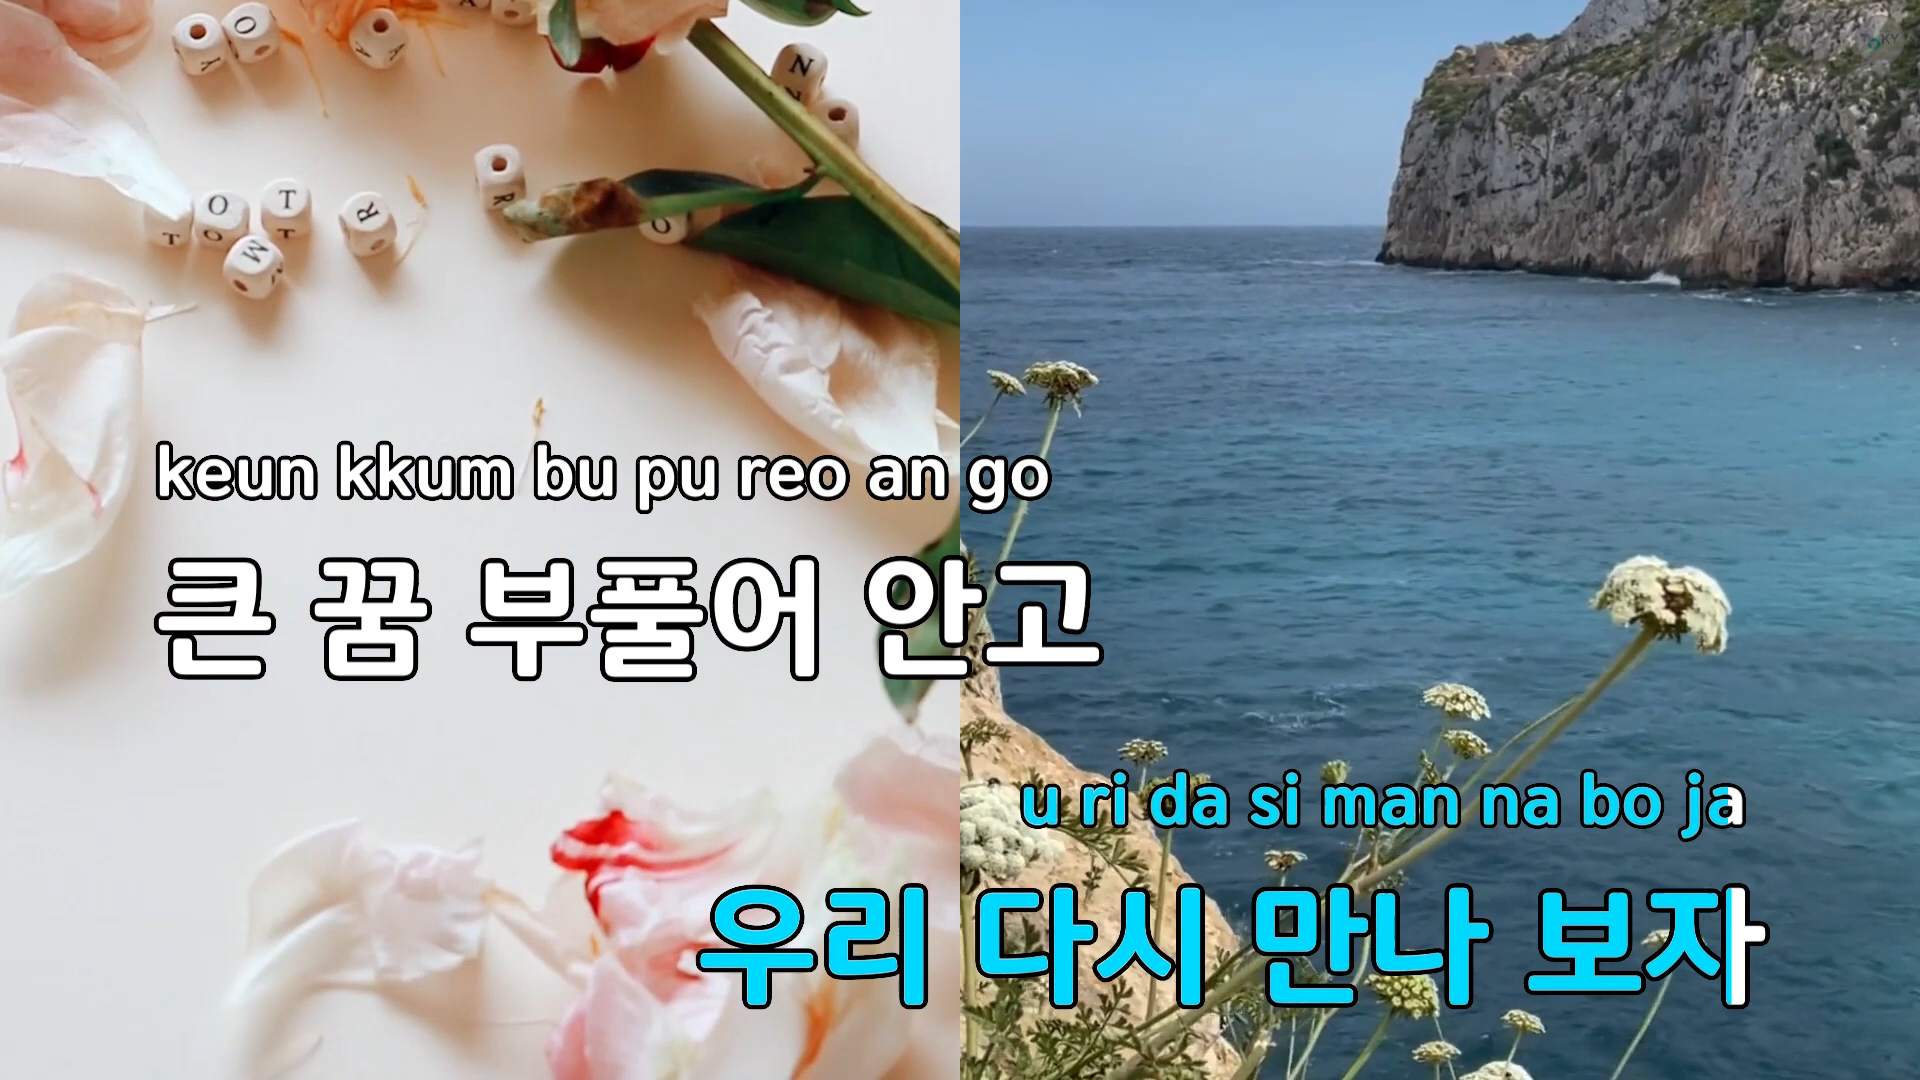 keun kkum bu pu reo an go
큰 꿈 부풀어 안고
u ri da si man na bo ja
우리 다시 만나 보자